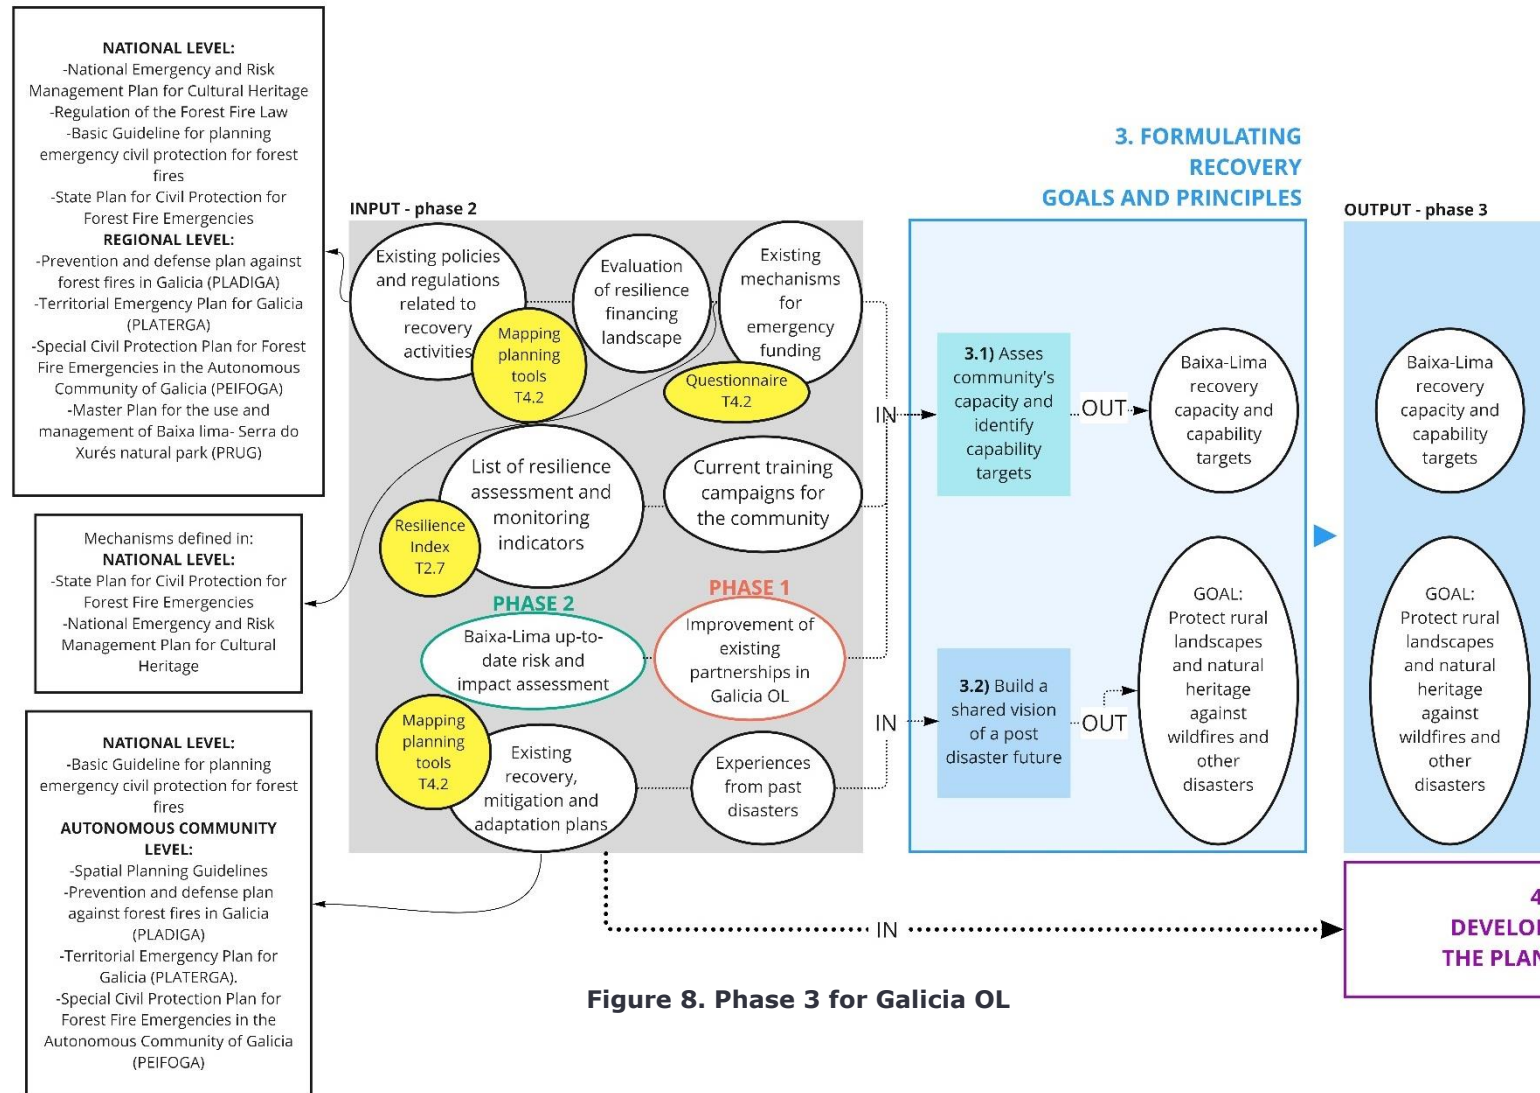 NATIONAL LEVEL:
-National Emergency and Risk
Management Plan for Cultural Heritage
-Regulation of the Forest Fire Law
-Basic Guideline for planning
emergency civil protection for forest
fires
-State Plan for Civil Protection for
Forest Fire Emergencies
REGIONAL LEVEL:
-Prevention and defense plan against
forest fires in Galicia (PLADIGA)
-Territorial Emergency Plan for Galicia
(PLATERGA)
-Special Civil Protection Plan for Forest
Fire Emergencies in the Autonomous
Community of Galicia (PEIFOGA)
-Master Plan for the use and
management of Baixa lima- Serra do
Xurés natural park (PRUG)
Mechanisms defined in:
NATIONAL LEVEL:
-State Plan for Civil Protection for
Forest Fire Emergencies
-National Emergency and Risk
Management Plan for Cultural
Heritage
NATIONAL LEVEL:
-Basic Guideline for planning
emergency civil protection for forest
fires
AUTONOMOUS COMMUNITY
LEVEL:
-Spatial Planning Guidelines
-Prevention and defense plan
against forest fires in Galicia
(PLADIGA)
-Territorial Emergency Plan for
Galicia (PLATERGA).
-Special Civil Protection Plan for
Forest Fire Emergencies in the
Autonomous Community of Galicia
(PEIFOGA)
INPUT - phase 2
Existing policies
and regulations
related to
recovery
activities
Mapping
planning
tools
T4.2
Evaluation
of resilience
financing
landscape
Existing
mechanisms
for
emergency
funding
Questionnaire
T4.2
List of resilience
assessment and
monitoring
indicators
Resilience
Index
T2.7
Current training
campaigns for
the community
PHASE 2
Baixa-Lima up-to-
date risk and
impact assessment
PHASE 1
Improvement of
existing
partnerships in
Galicia OL
Mapping
planning
tools
T4.2
Existing
recovery,
mitigation and
adaptation plans
Experiences
from past
disasters
IN
IN
IN
3. FORMULATING
RECOVERY
GOALS AND PRINCIPLES
3.1) Asses
community's
capacity and
identify
capability
targets
OUT
Baixa-Lima
recovery
capacity and
capability
targets
3.2) Build a
shared vision
of a post
disaster future
OUT
GOAL:
Protect rural
landscapes
and natural
heritage
against
wildfires and
other
disasters
OUTPUT - phase 3
Baixa-Lima
recovery
capacity and
capability
targets
GOAL:
Protect rural
landscapes
and natural
heritage
against
wildfires and
other
disasters
4
DEVELO
THE PLAN
Figure 8. Phase 3 for Galicia OL